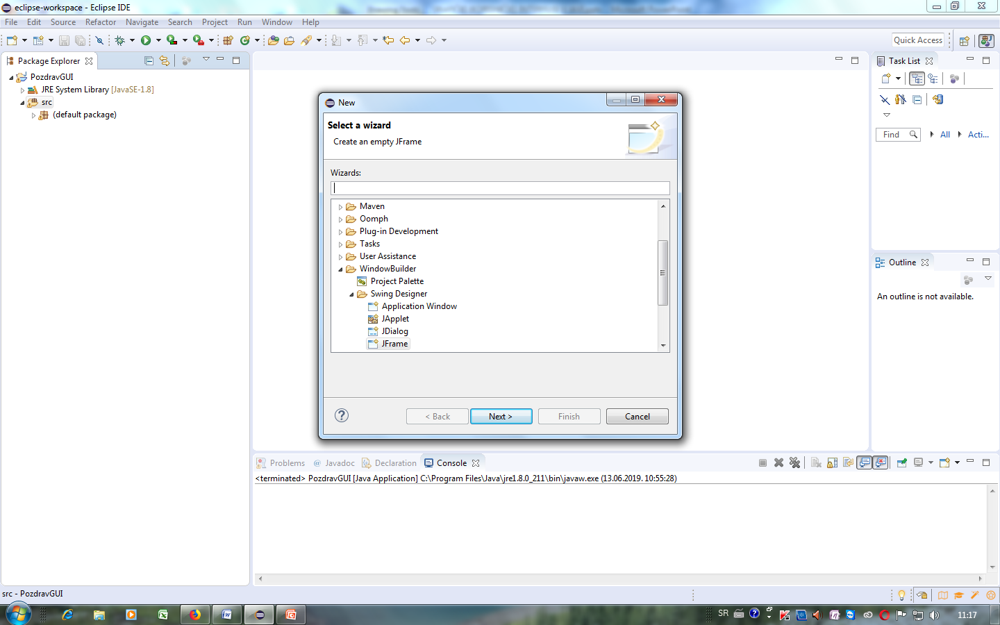 eclipse-workspace - Eclipse IDE
File Edit Source Refactor Navigate Search Project Run Window Help
Quick Access
Package Explorer
PozdravGUI
JRE System Library [JavaSE-1.8]
src
(default package)
New
Select a wizard
Create an empty JFrame
Wizards:
Maven
Oomph
Plug-in Development
Tasks
User Assistance
WindowBuilder
Project Palette
Swing Designer
Application Window
JApplet
JDialog
JFrame
< Back Next > Finish Cancel
Task List
Find All Acti...
Outline
An outline is not available.
Problems @ Javadoc Declaration Console
<terminated> PozdravGUI [Java Application] C:\Program Files\Java\jre1.8.0_211\bin\javaw.exe (13.06.2019. 10:55:28)
src - PozdravGUI
SR
11:17